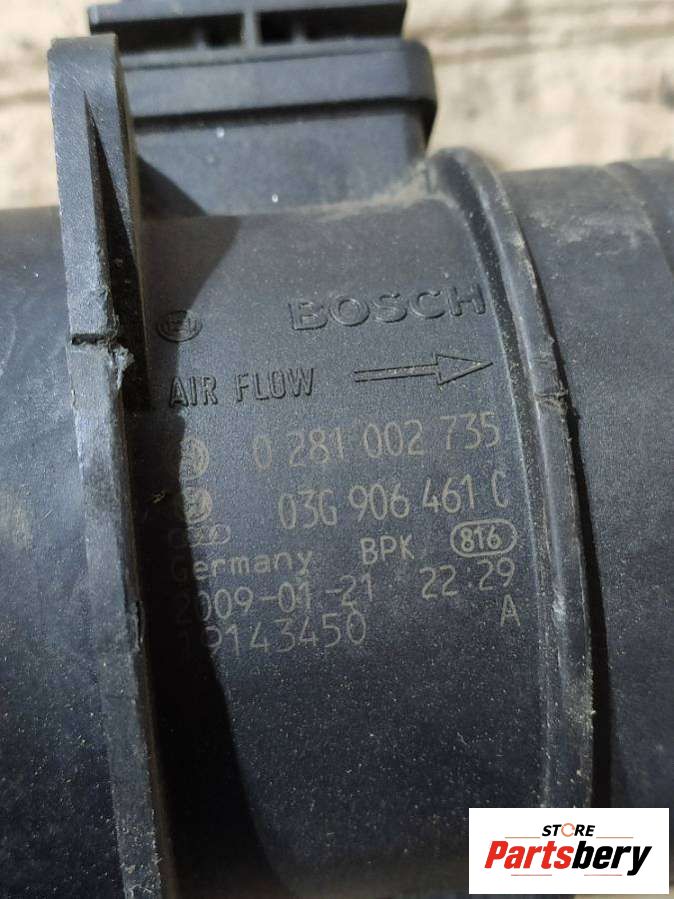 BOSCH
AIR FLOW
0 281 002 735
03G 906 461 C
Germany BPK 816
2009-01-21 22:29
19143450 A
STORE
Partsbery